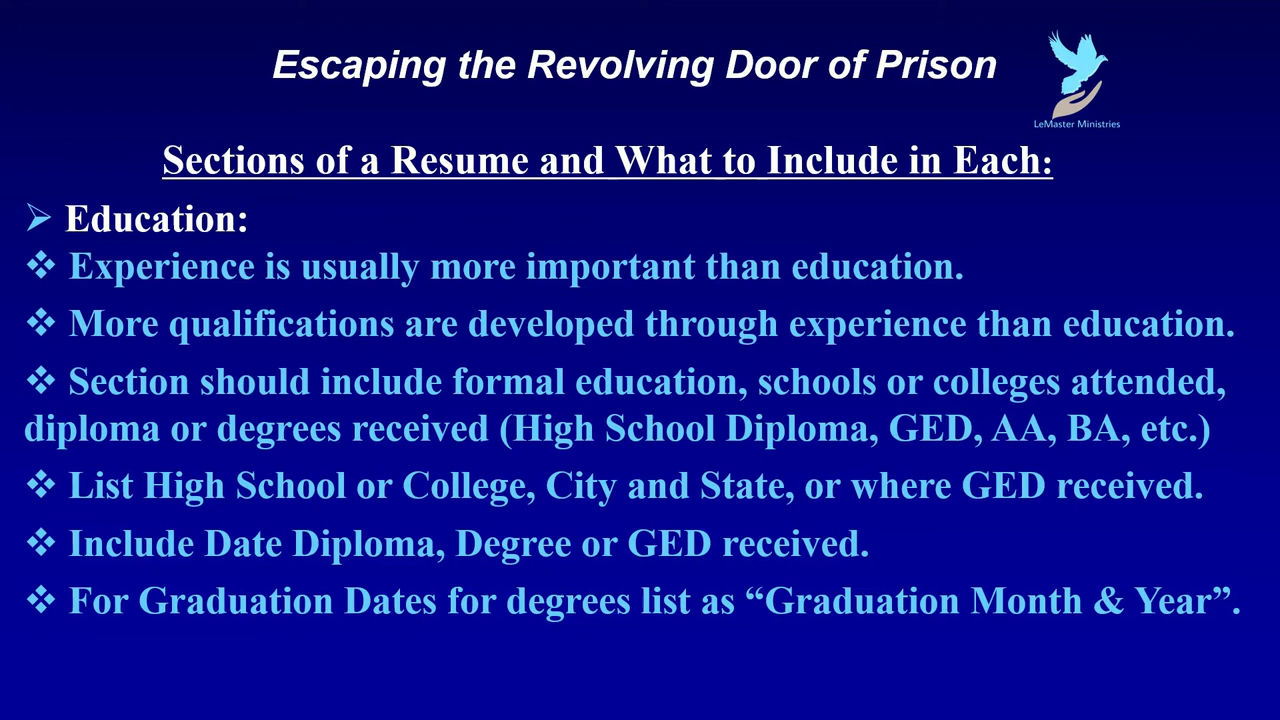 Escaping the Revolving Door of Prison
LeMaster Ministries
Sections of a Resume and What to Include in Each:
➢ Education:
❖ Experience is usually more important than education.
❖ More qualifications are developed through experience than education.
❖ Section should include formal education, schools or colleges attended,
diploma or degrees received (High School Diploma, GED, AA, BA, etc.)
❖ List High School or College, City and State, or where GED received.
❖ Include Date Diploma, Degree or GED received.
❖ For Graduation Dates for degrees list as “Graduation Month & Year”.